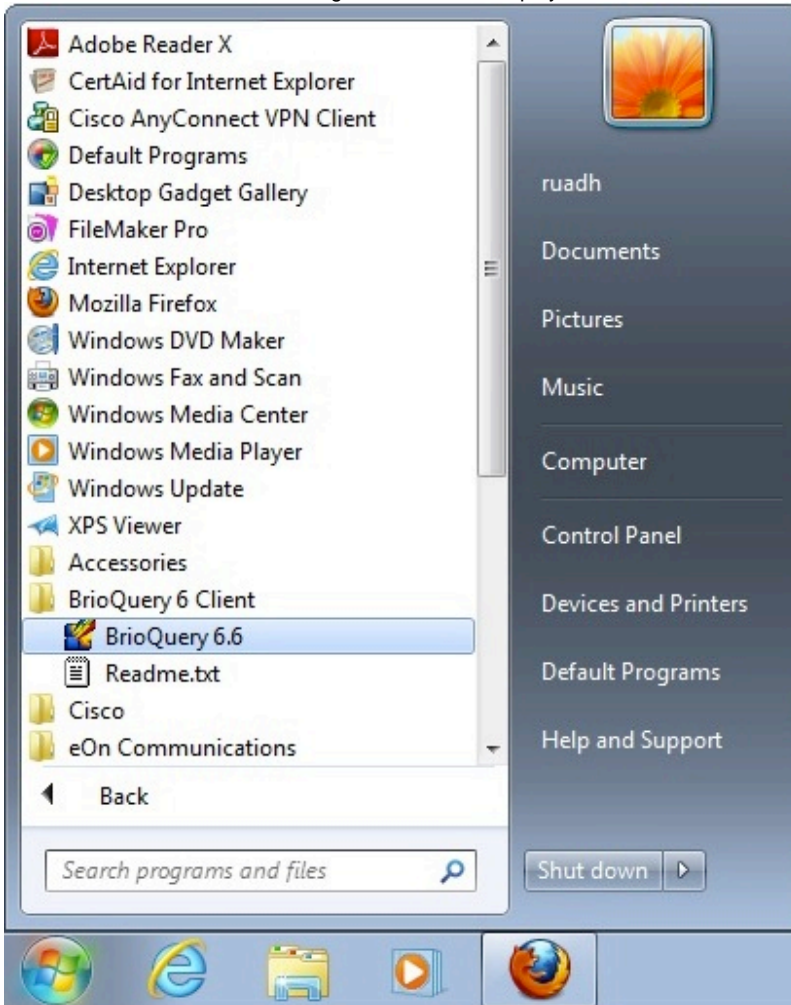 Adobe Reader X
CertAid for Internet Explorer
Cisco AnyConnect VPN Client
Default Programs
Desktop Gadget Gallery
FileMaker Pro
Internet Explorer
Mozilla Firefox
Windows DVD Maker
Windows Fax and Scan
Windows Media Center
Windows Media Player
Windows Update
XPS Viewer
Accessories
BrioQuery 6 Client
BrioQuery 6.6
Readme.txt
Cisco
eOn Communications
Back
Search programs and files
ruadh
Documents
Pictures
Music
Computer
Control Panel
Devices and Printers
Default Programs
Help and Support
Shut down